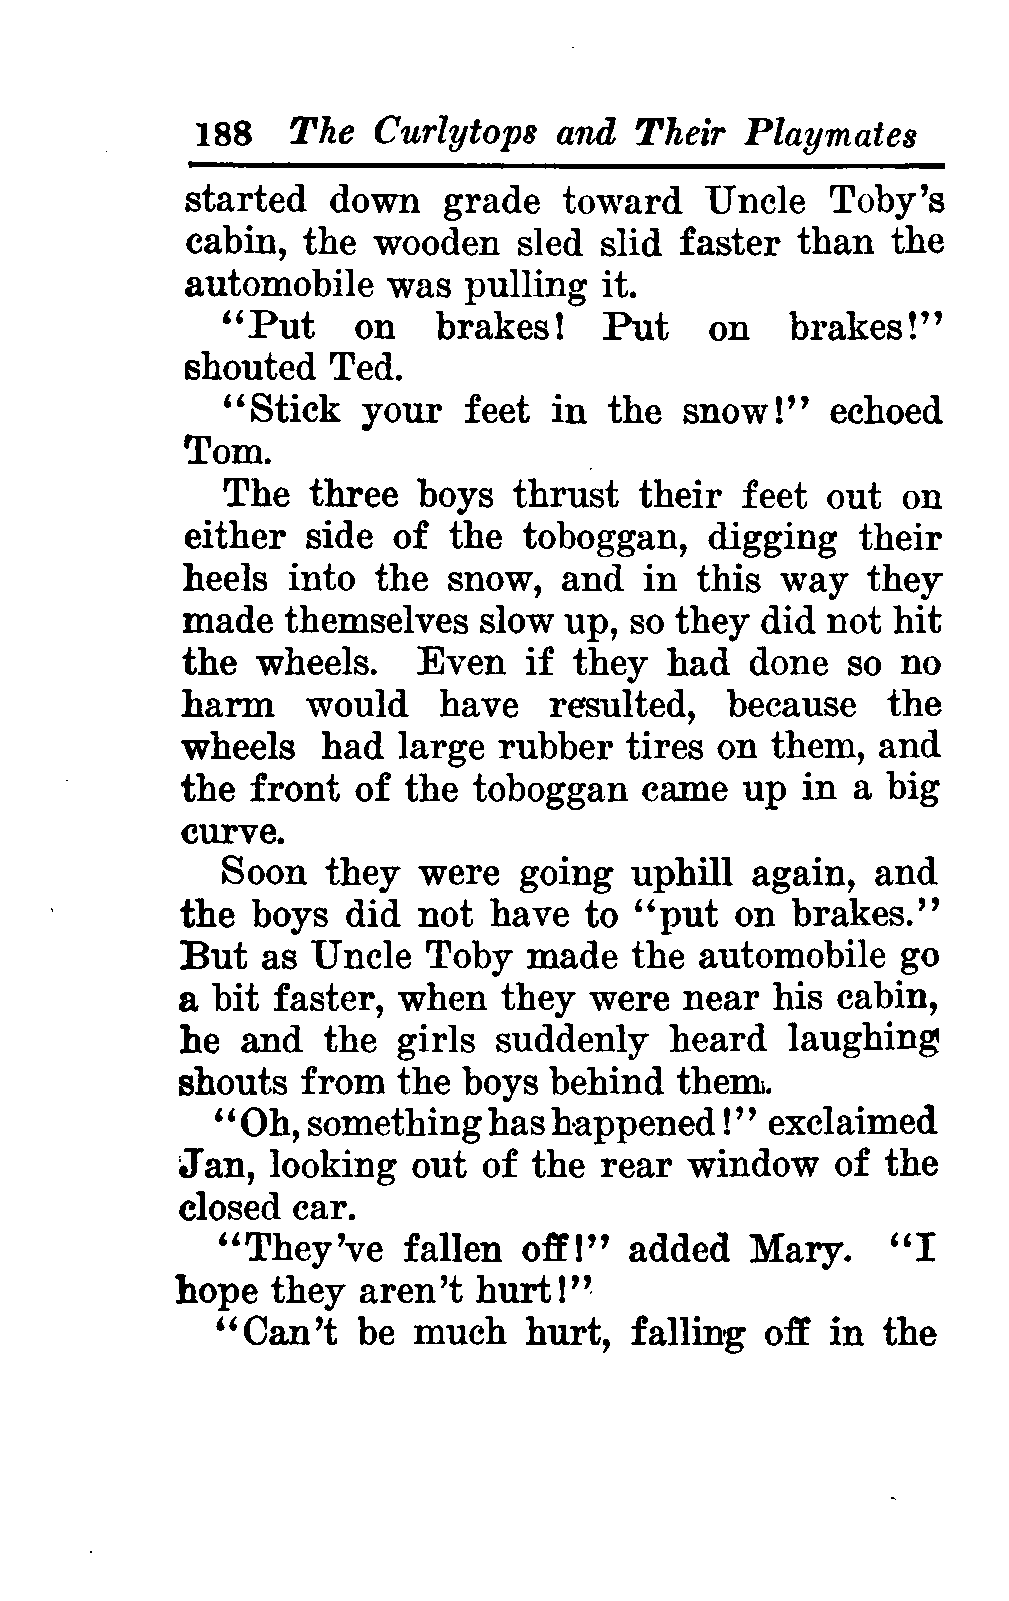 188 The Curlytops and Their Playmates
started down grade toward Uncle Toby's
cabin, the wooden sled slid faster than the
automobile was pulling it.
"Put on brakes! Put on brakes!"
shouted Ted.
"Stick your feet in the snow!" echoed
Tom.
The three boys thrust their feet out on
either side of the toboggan, digging their
heels into the snow, and in this way they
made themselves slow up, so they did not hit
the wheels. Even if they had done so no
harm would have resulted, because the
wheels had large rubber tires on them, and
the front of the toboggan came up in a big
curve.
Soon they were going uphill again, and
the boys did not have to "put on brakes."
But as Uncle Toby made the automobile go
a bit faster, when they were near his cabin,
he and the girls suddenly heard laughing
shouts from the boys behind them.
"Oh, something has happened!" exclaimed
Jan, looking out of the rear window of the
closed car.
"They've fallen off!" added Mary. "I
hope they aren't hurt!"
"Can't be much hurt, falling off in the